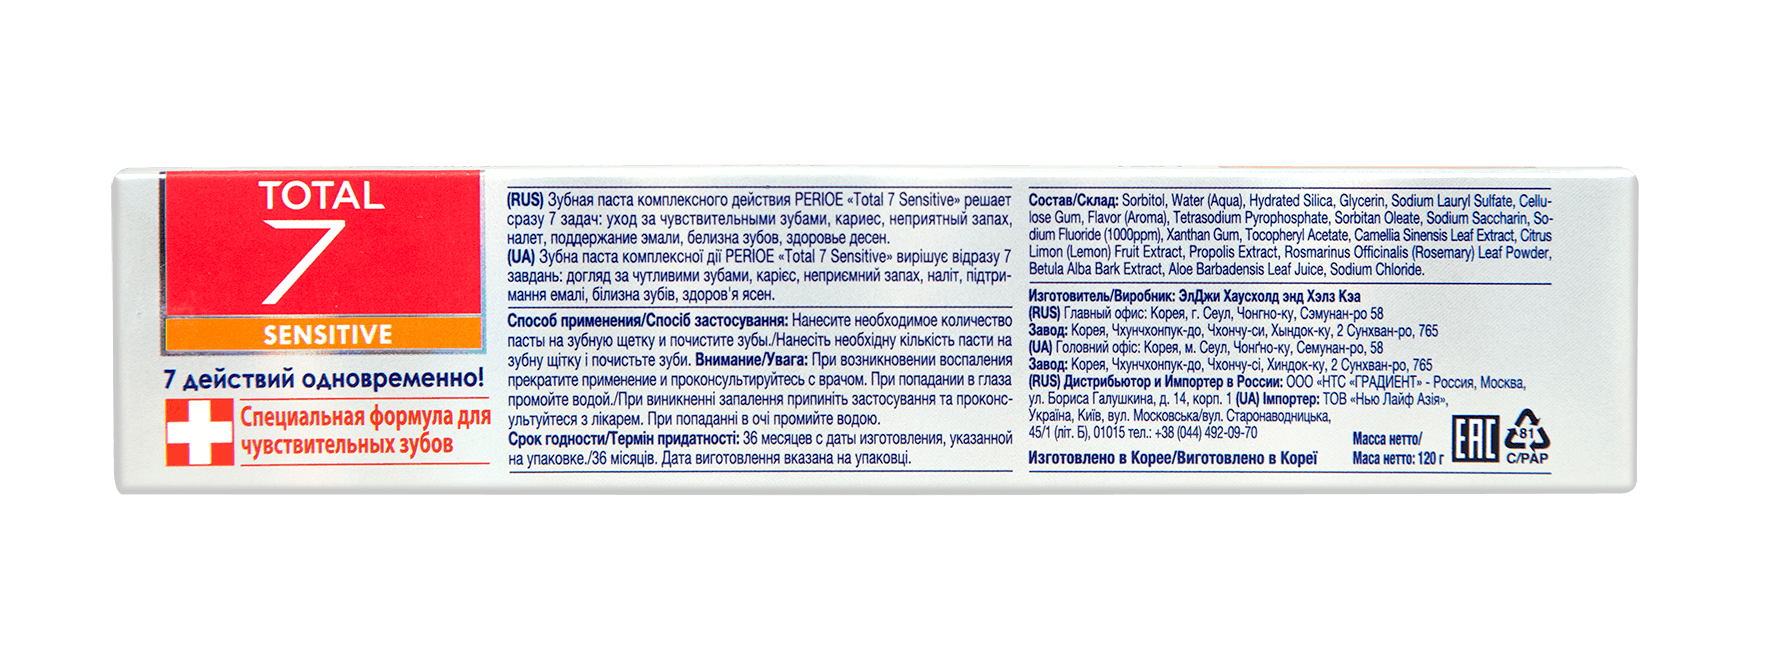 TOTAL
7
SENSITIVE
7 действий одновременно!
Специальная формула для
чувствительных зубов
(RUS) Зубная паста комплексного действия PERIOE «Total 7 Sensitive» решает
сразу 7 задач: уход за чувствительными зубами, кариес, неприятный запах,
налет, поддержание эмали, белизна зубов, здоровье десен.
(UA) Зубна паста комплексної дії PERIOE «Total 7 Sensitive» вирішує відразу 7
завдань: догляд за чутливими зубами, карієс, неприємний запах, наліт, підтри-
мання емалі, білизна зубів, здоров'я ясен.
Способ применения/Спосіб застосування: Нанесите необходимое количество
пасты на зубную щетку и почистите зубы./Нанесіть необхідну кількість пасти на
зубну щітку і почистьте зуби. Внимание/Увага: При возникновении воспаления
прекратите применение и проконсультируйтесь с врачом. При попадании в глаза
промойте водой./При виникненні запалення припиніть застосування та проконс-
ультуйтеся з лікарем. При попаданні в очі промийте водою.
Срок годности/Термін придатності: 36 месяцев с даты изготовления, указанной
на упаковке./36 місяців. Дата виготовлення вказана на упаковці.
Состав/Склад: Sorbitol, Water (Aqua), Hydrated Silica, Glycerin, Sodium Lauryl Sulfate, Cellu-
lose Gum, Flavor (Aroma), Tetrasodium Pyrophosphate, Sorbitan Oleate, Sodium Saccharin, So-
dium Fluoride (1000ppm), Xanthan Gum, Tocopheryl Acetate, Camellia Sinensis Leaf Extract, Citrus
Limon (Lemon) Fruit Extract, Propolis Extract, Rosmarinus Officinalis (Rosemary) Leaf Powder,
Betula Alba Bark Extract, Aloe Barbadensis Leaf Juice, Sodium Chloride.
Изготовитель/Виробник: ЭлДжи Хаусхолд энд Хэлз Кэа
(RUS) Главный офис: Корея, г. Сеул, Чонгно-ку, Сэмунан-ро 58
Завод: Корея, Чхунчхонпук-до, Чхончу-си, Хындок-ку, 2 Сунхван-ро, 765
(UA) Головний офіс: Корея, м. Сеул, Чонґно-ку, Семунан-ро, 58
Завод: Корея, Чхунчхонпук-до, Чхончу-сі, Хиндок-ку, 2 Сунхван-ро, 765
(RUS) Дистрибьютор и Импортер в России: ООО «НТС «ГРАДИЕНТ» - Россия, Москва,
ул. Бориса Галушкина, д. 14, корп. 1 (UA) Імпортер: ТОВ «Нью Лайф Азія»,
Україна, Київ, вул. Московська/вул. Старонаводницька,
45/1 (літ. Б), 01015 тел.: +38 (044) 492-09-70
Изготовлено в Корее/Виготовлено в Кореї
Масса нетто/
Маса нетто: 120 г
EAC
81
C/PAP